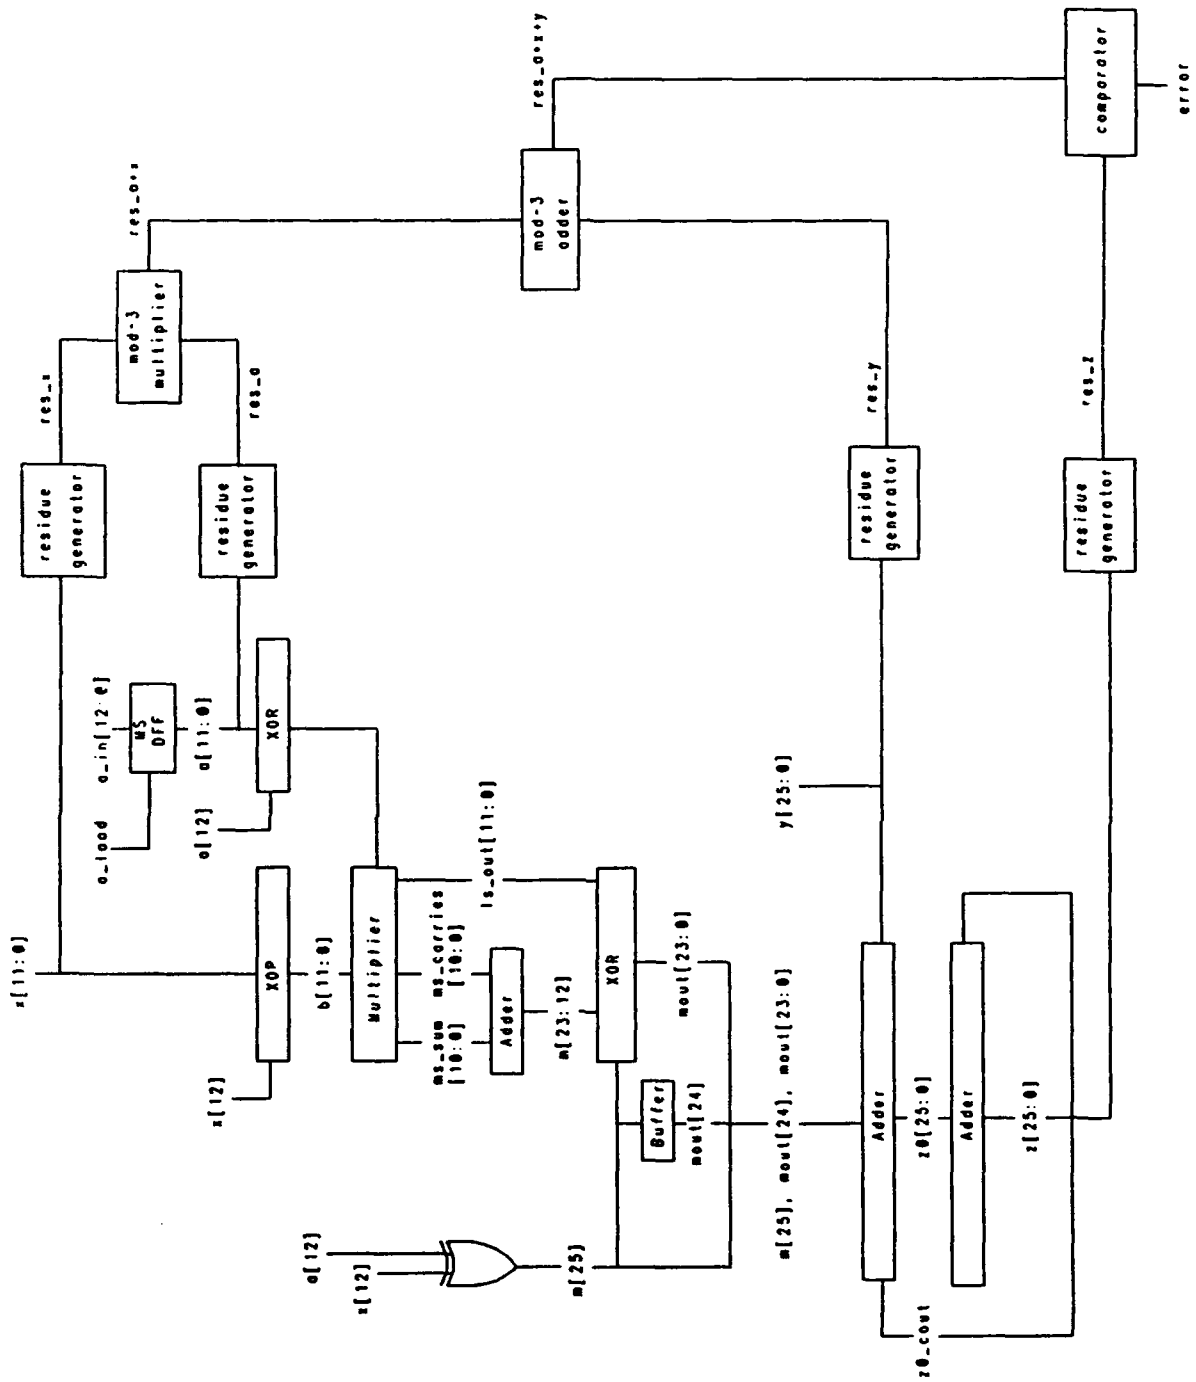 x[11:0]
x[12]
XOP
b[11:0]
a_load
a_in[12:0]
MS
DFF
a[11:0]
a[12]
XOR
residue
generator
residue
generator
res_x
res_a
mod-3
multiplier
res_a*x
Multiplier
ms_sum
[10:0]
ms_carries
[10:0]
ls_out[11:0]
Adder
m[23:12]
XOR
mout[23:0]
a[12]
x[12]
m[25]
Buffer
mout[24]
m[25], mout[24], mout[23:0]
y[25:0]
Adder
z0[25:0]
Adder
z[25:0]
z0_cout
residue
generator
res_y
residue
generator
res_z
mod-3
adder
res_a*x+y
comparator
error